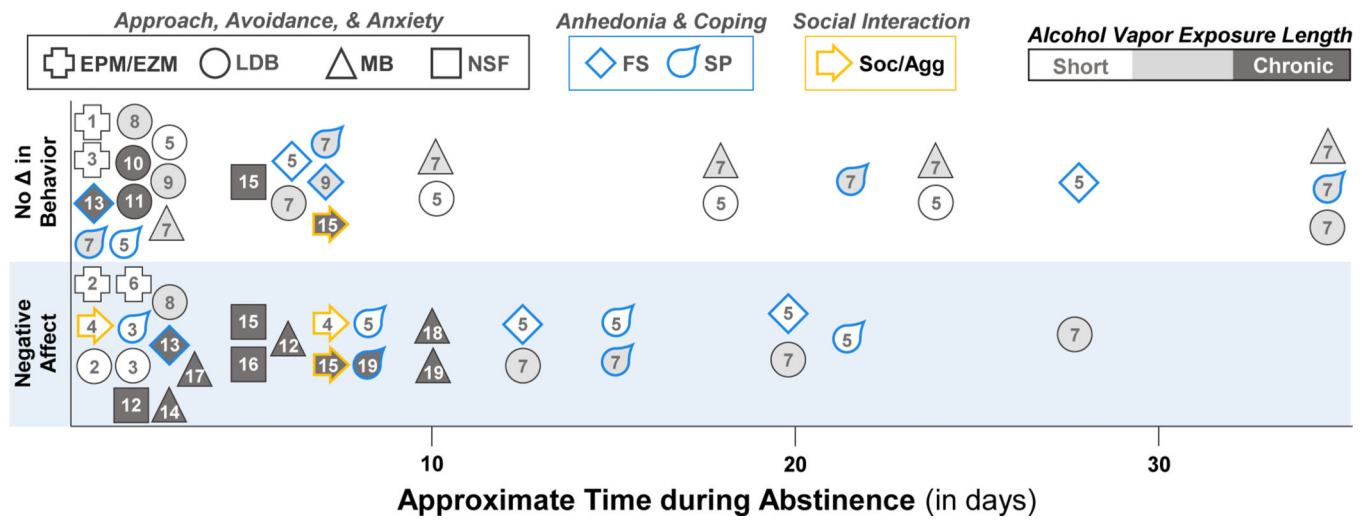 Approach, Avoidance, & Anxiety Anhedonia & Coping Social Interaction
Alcohol Vapor Exposure Length
EPM/EZM LDB MB NSF FS SP Soc/Agg Short Chronic
No Δ in
Behavior
1 8 5 7 7 7 7
3 10 15 5 9 7 5 5 7 5 7
13 11 9 7 15 5 7
7 5 7
Negative
Affect
2 6 8
4 3 13 15 12 4 5 18 5 5 5 5 7
2 3 17 16 15 19 19 7 7 7
12 14
10 20 30
Approximate Time during Abstinence (in days)